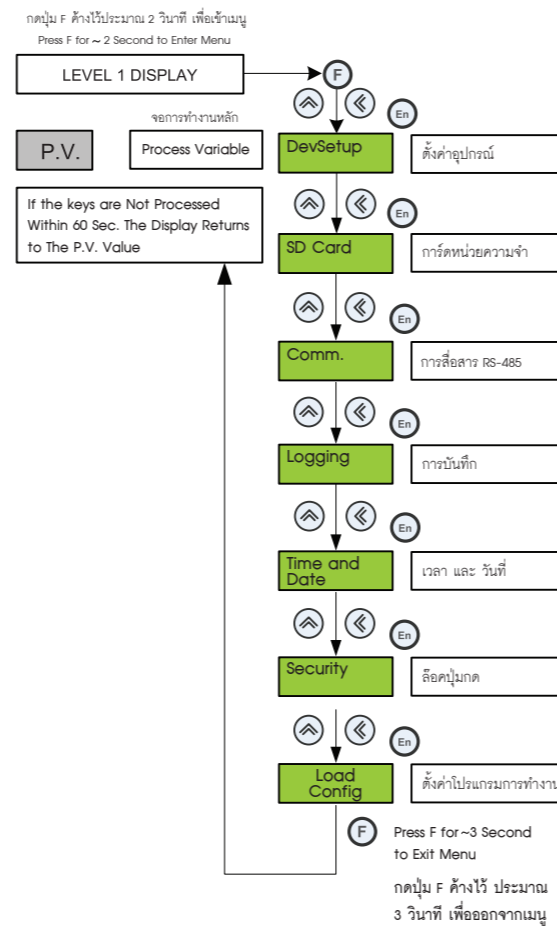 กดปุ่ม F ค้างไว้ประมาณ 2 วินาที เพื่อเข้าเมนู
Press F for ~ 2 Second to Enter Menu
LEVEL 1 DISPLAY
F
En
จอการทำงานหลัก
P.V.
Process Variable
DevSetup
ตั้งค่าอุปกรณ์
If the keys are Not Processed
Within 60 Sec. The Display Returns
to The P.V. Value
En
SD Card
การ์ดหน่วยความจำ
En
Comm.
การสื่อสาร RS-485
En
Logging
การบันทึก
En
Time and
Date
เวลา และ วันที่
En
Security
ล๊อคปุ่มกด
En
Load
Config
ตั้งค่าโปรแกรมการทำงาน
F
Press F for ~3 Second
to Exit Menu
กดปุ่ม F ค้างไว้ ประมาณ
3 วินาที เพื่อออกจากเมนู